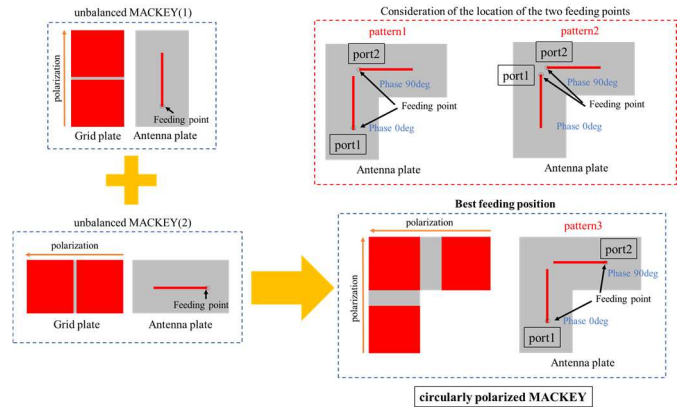 unbalanced MACKEY(1)
polarization
Feeding point
Grid plate
Antenna plate
unbalanced MACKEY(2)
polarization
Feeding point
Grid plate
Antenna plate
Consideration of the location of the two feeding points
pattern1
port2
Phase 90deg
Feeding point
Phase 0deg
port1
Antenna plate
pattern2
port2
port1
Phase 90deg
Feeding point
Phase 0deg
Antenna plate
Best feeding position
polarization
polarization
pattern3
port2
Phase 90deg
Feeding point
Phase 0deg
port1
Antenna plate
circularly polarized MACKEY